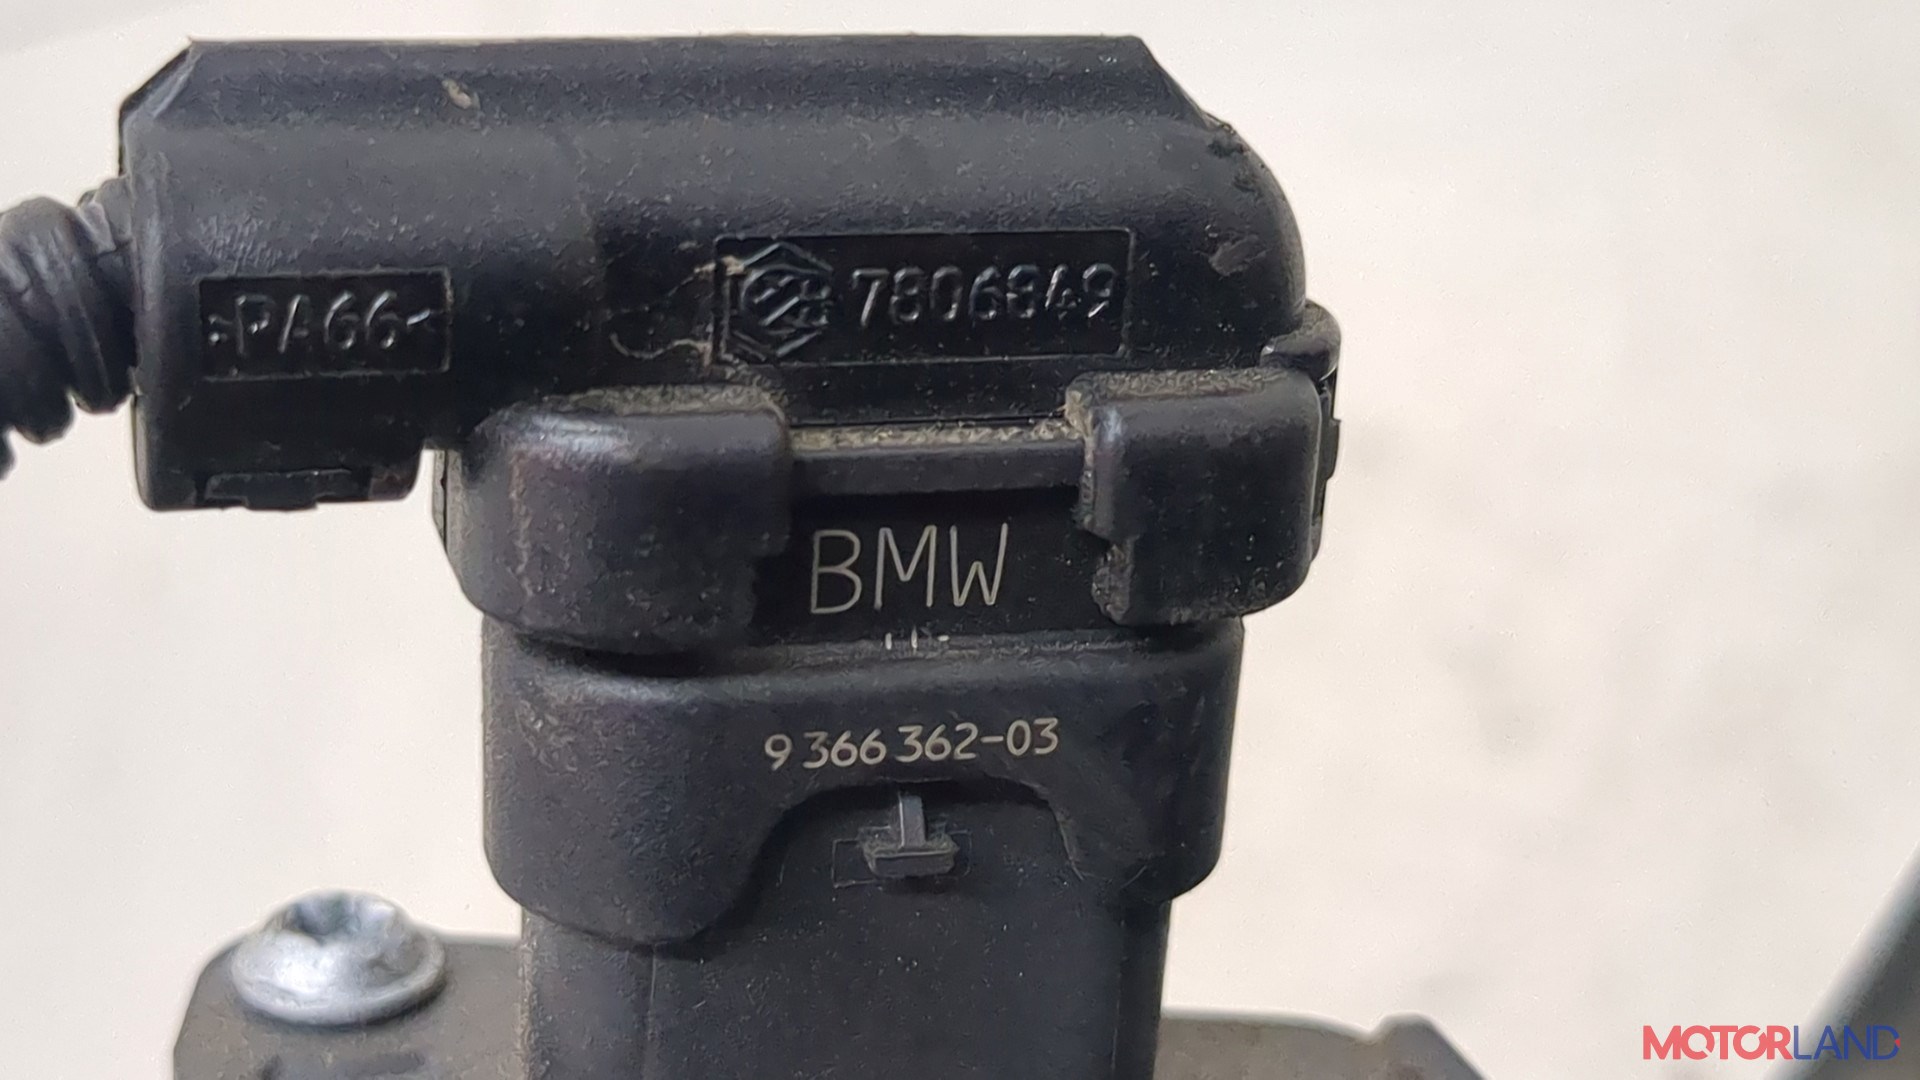 >PA66<
7806849
BMW
9 366 362-03
MOTORLAND